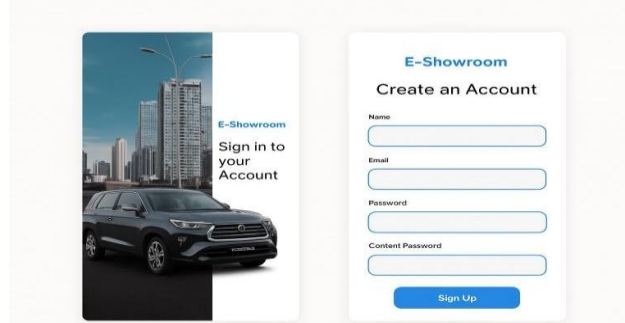 E-Showroom
Sign in to
your
Account
E-Showroom
Create an Account
Name
Email
Password
Content Password
Sign Up